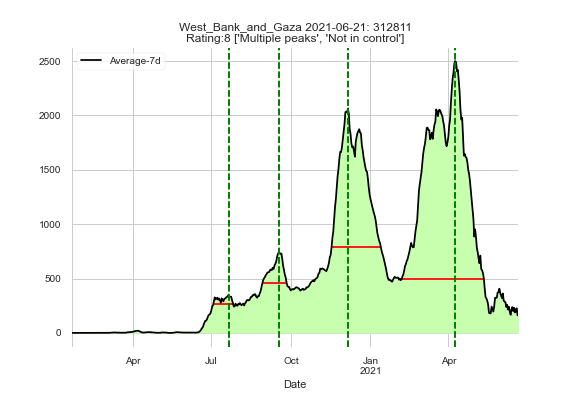 West_Bank_and_Gaza 2021-06-21: 312811
Rating:8 ['Multiple peaks', 'Not in control']
Average-7d
2500
2000
1500
1000
500
0
Apr
Jul
Oct
Jan
2021
Apr
Date